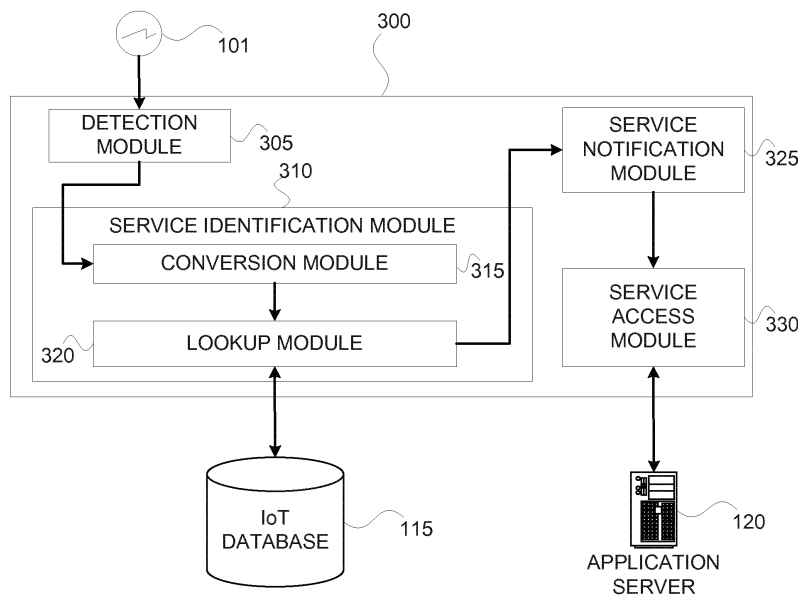 101
300
DETECTION
MODULE
305
SERVICE
NOTIFICATION
MODULE
325
310
SERVICE IDENTIFICATION MODULE
CONVERSION MODULE
315
320
LOOKUP MODULE
SERVICE
ACCESS
MODULE
330
IoT
DATABASE
115
120
APPLICATION
SERVER